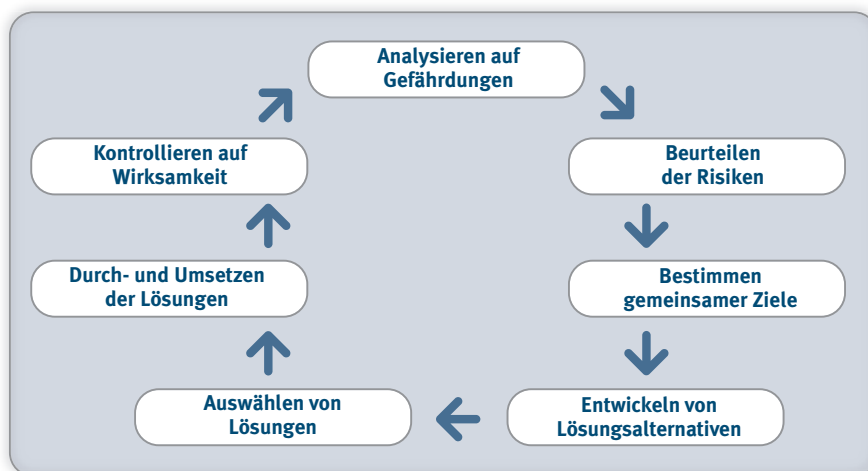 Analysieren auf
Gefährdungen
Beurteilen
der Risiken
Bestimmen
gemeinsamer Ziele
Entwickeln von
Lösungsalternativen
Auswählen von
Lösungen
Durch- und Umsetzen
der Lösungen
Kontrollieren auf
Wirksamkeit